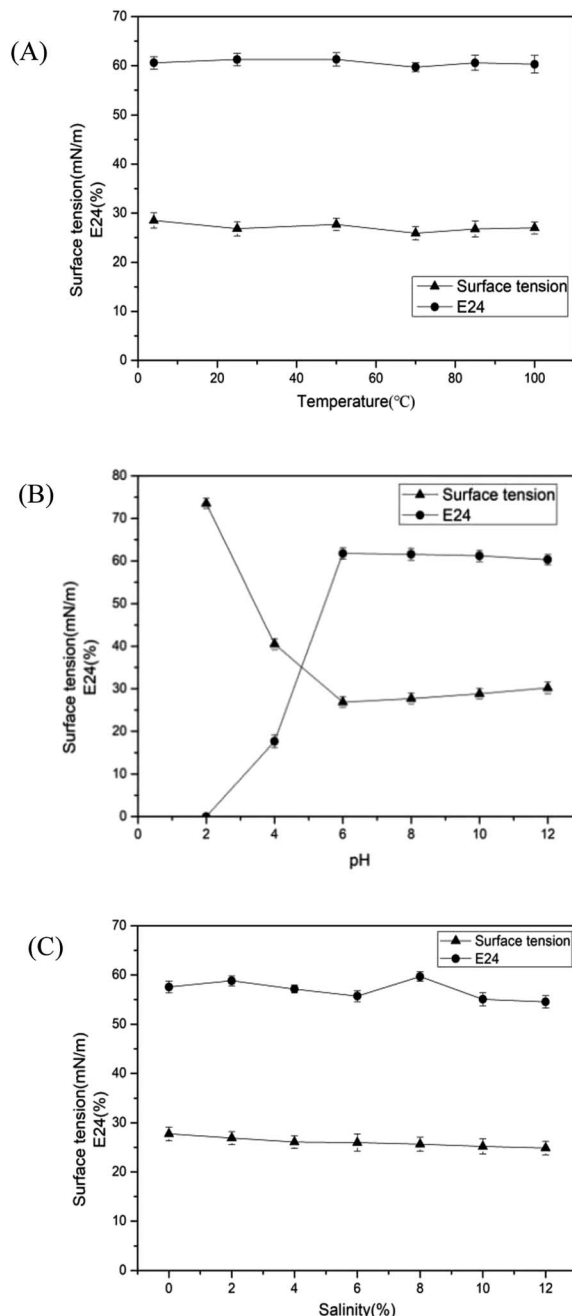 (A)
70
60
50
40
30
20
10
0
Surface tension(mN/m)
E24(%)
Surface tension
E24
0 20 40 60 80 100
Temperature(℃)
(B)
80
70
60
50
40
30
20
10
0
Surface tension(mN/m)
E24(%)
Surface tension
E24
0 2 4 6 8 10 12
pH
(C)
70
60
50
40
30
20
10
0
Surface tension(mN/m)
E24(%)
Surface tension
E24
0 2 4 6 8 10 12
Salinity(%)